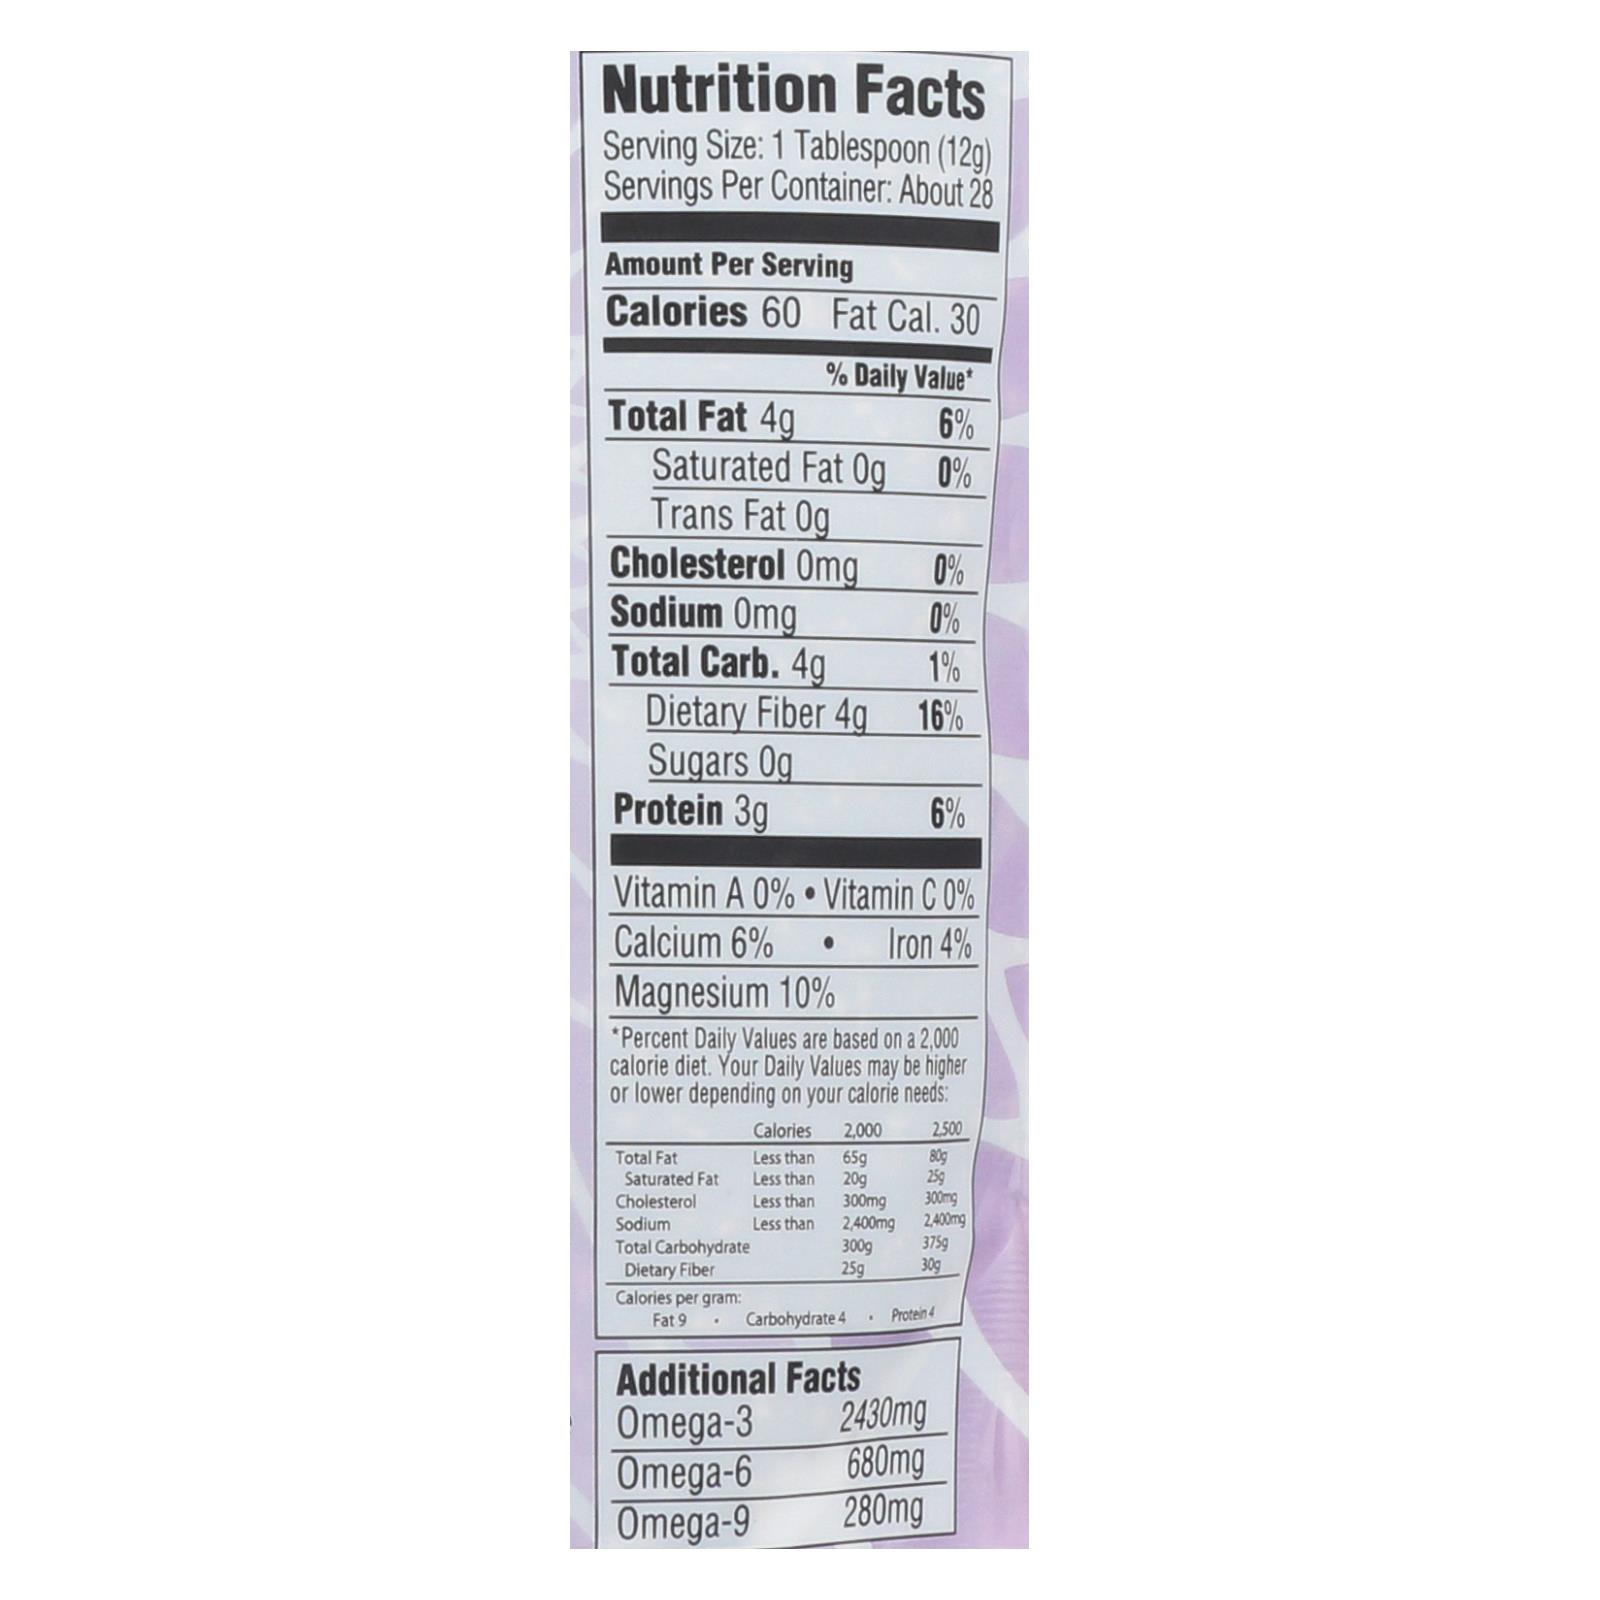 Nutrition Facts
Serving Size: 1 Tablespoon (12g)
Servings Per Container: About 28
Amount Per Serving
Calories 60 Fat Cal. 30
% Daily Value*
Total Fat 4g 6%
Saturated Fat 0g 0%
Trans Fat 0g
Cholesterol 0mg 0%
Sodium 0mg 0%
Total Carb. 4g 1%
Dietary Fiber 4g 16%
Sugars 0g
Protein 3g 6%
Vitamin A 0% • Vitamin C 0%
Calcium 6% • Iron 4%
Magnesium 10%
*Percent Daily Values are based on a 2,000
calorie diet. Your Daily Values may be higher
or lower depending on your calorie needs:
Calories 2,000 2,500
Total Fat Less than 65g 80g
Saturated Fat Less than 20g 25g
Cholesterol Less than 300mg 300mg
Sodium Less than 2,400mg 2,400mg
Total Carbohydrate 300g 375g
Dietary Fiber 25g 30g
Calories per gram:
Fat 9 • Carbohydrate 4 • Protein 4
Additional Facts
Omega-3 2430mg
Omega-6 680mg
Omega-9 280mg